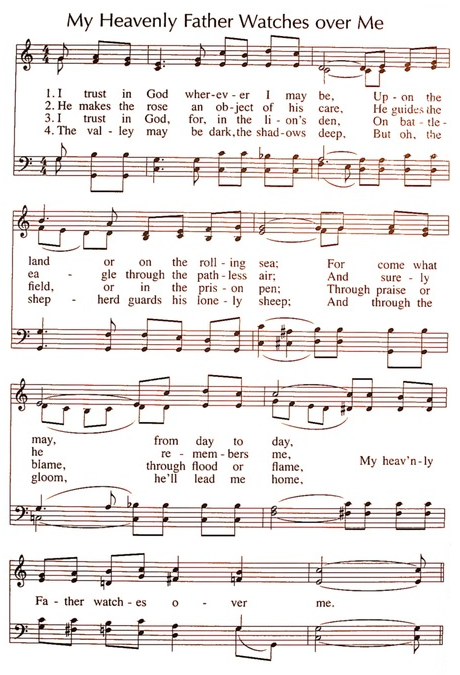 My Heavenly Father Watches over Me
1. I trust in God wher-ev-er I may be, Up-on the
2. He makes the rose an ob-ject of his care, He guides the
3. I trust in God, for, in the li-on's den, On bat-tle-
4. The val-ley may be dark, the shad-ows deep, But oh, the
land or on the roll-ing sea; For come what
ea-gle through the path-less air; And sure-ly
field, or in the pris-on pen; Through praise or
shep-herd guards his lone-ly sheep; And through the
may, from day to day,
he re-mem-bers me,
blame, through flood or flame,
gloom, he'll lead me home,
My heav'n-ly
Fa-ther watch-es o-ver me.